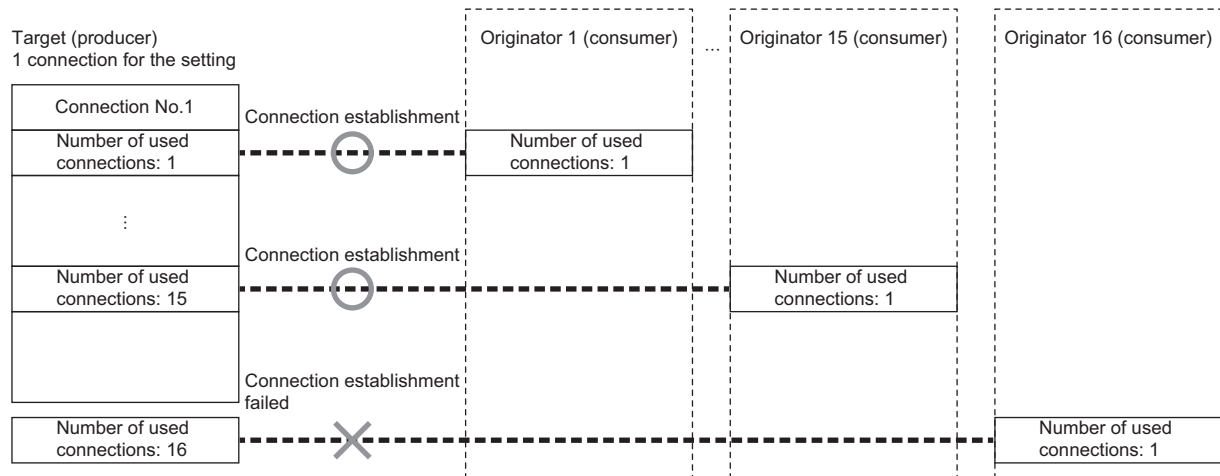 Target (producer)
1 connection for the setting
Originator 1 (consumer)
...
Originator 15 (consumer)
Originator 16 (consumer)
Connection No.1
Connection establishment
Number of used
connections: 1
Number of used
connections: 1
...
Connection establishment
Number of used
connections: 15
Number of used
connections: 1
Connection establishment
failed
Number of used
connections: 16
Number of used
connections: 1